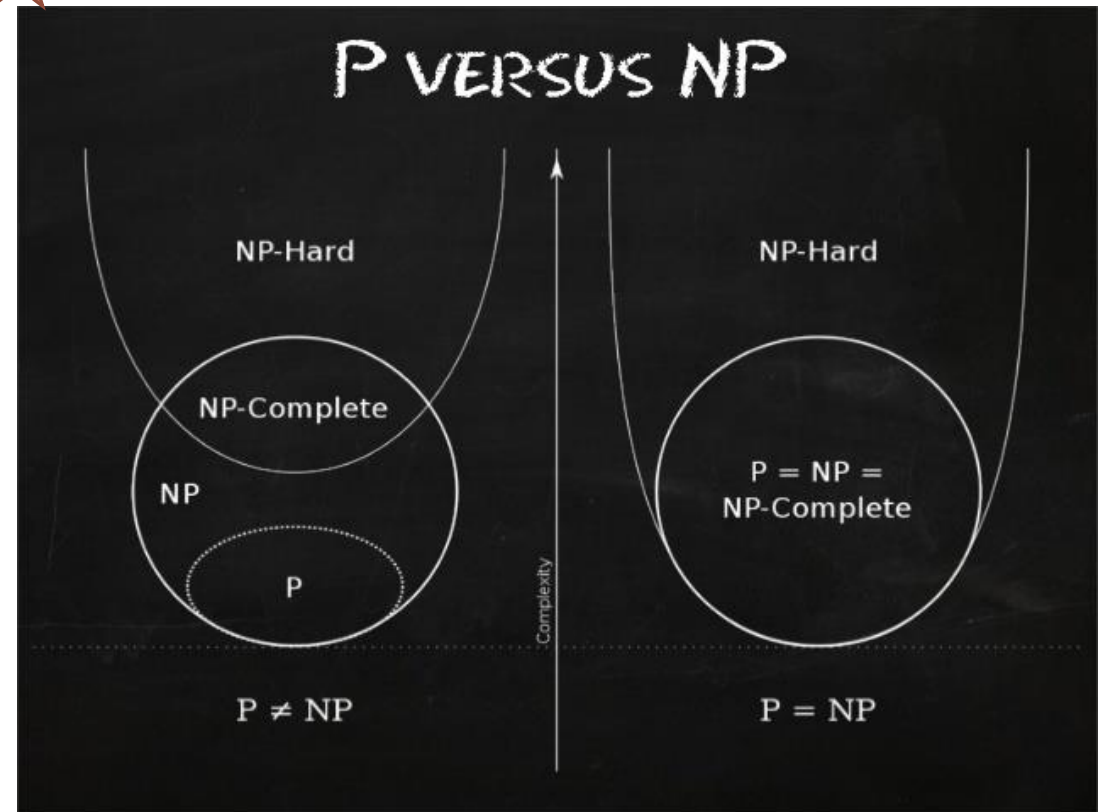 P VERSUS NP
NP-Hard
NP-Complete
NP
P
P ≠ NP
Complexity
NP-Hard
P = NP =
NP-Complete
P = NP